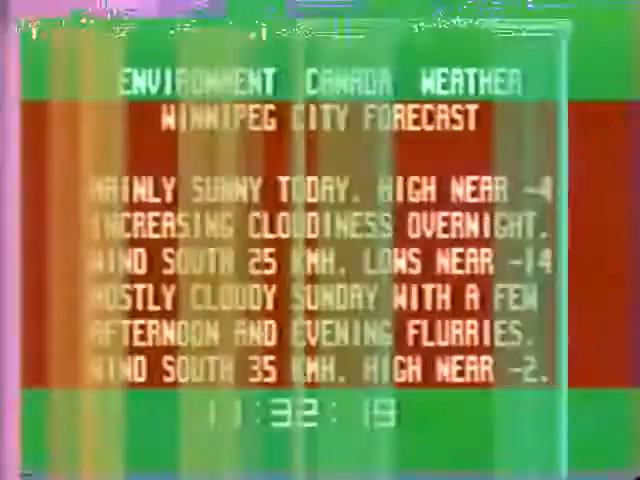 ENVIRONMENT CANADA WEATHER
WINNIPEG CITY FORECAST
MAINLY SUNNY TODAY. HIGH NEAR -4
INCREASING CLOUDINESS OVERNIGHT.
WIND SOUTH 25 KMH. LOWS NEAR -14
MOSTLY CLOUDY SUNDAY WITH A FEW
AFTERNOON AND EVENING FLURRIES.
WIND SOUTH 35 KMH. HIGH NEAR -2.
11:32:19